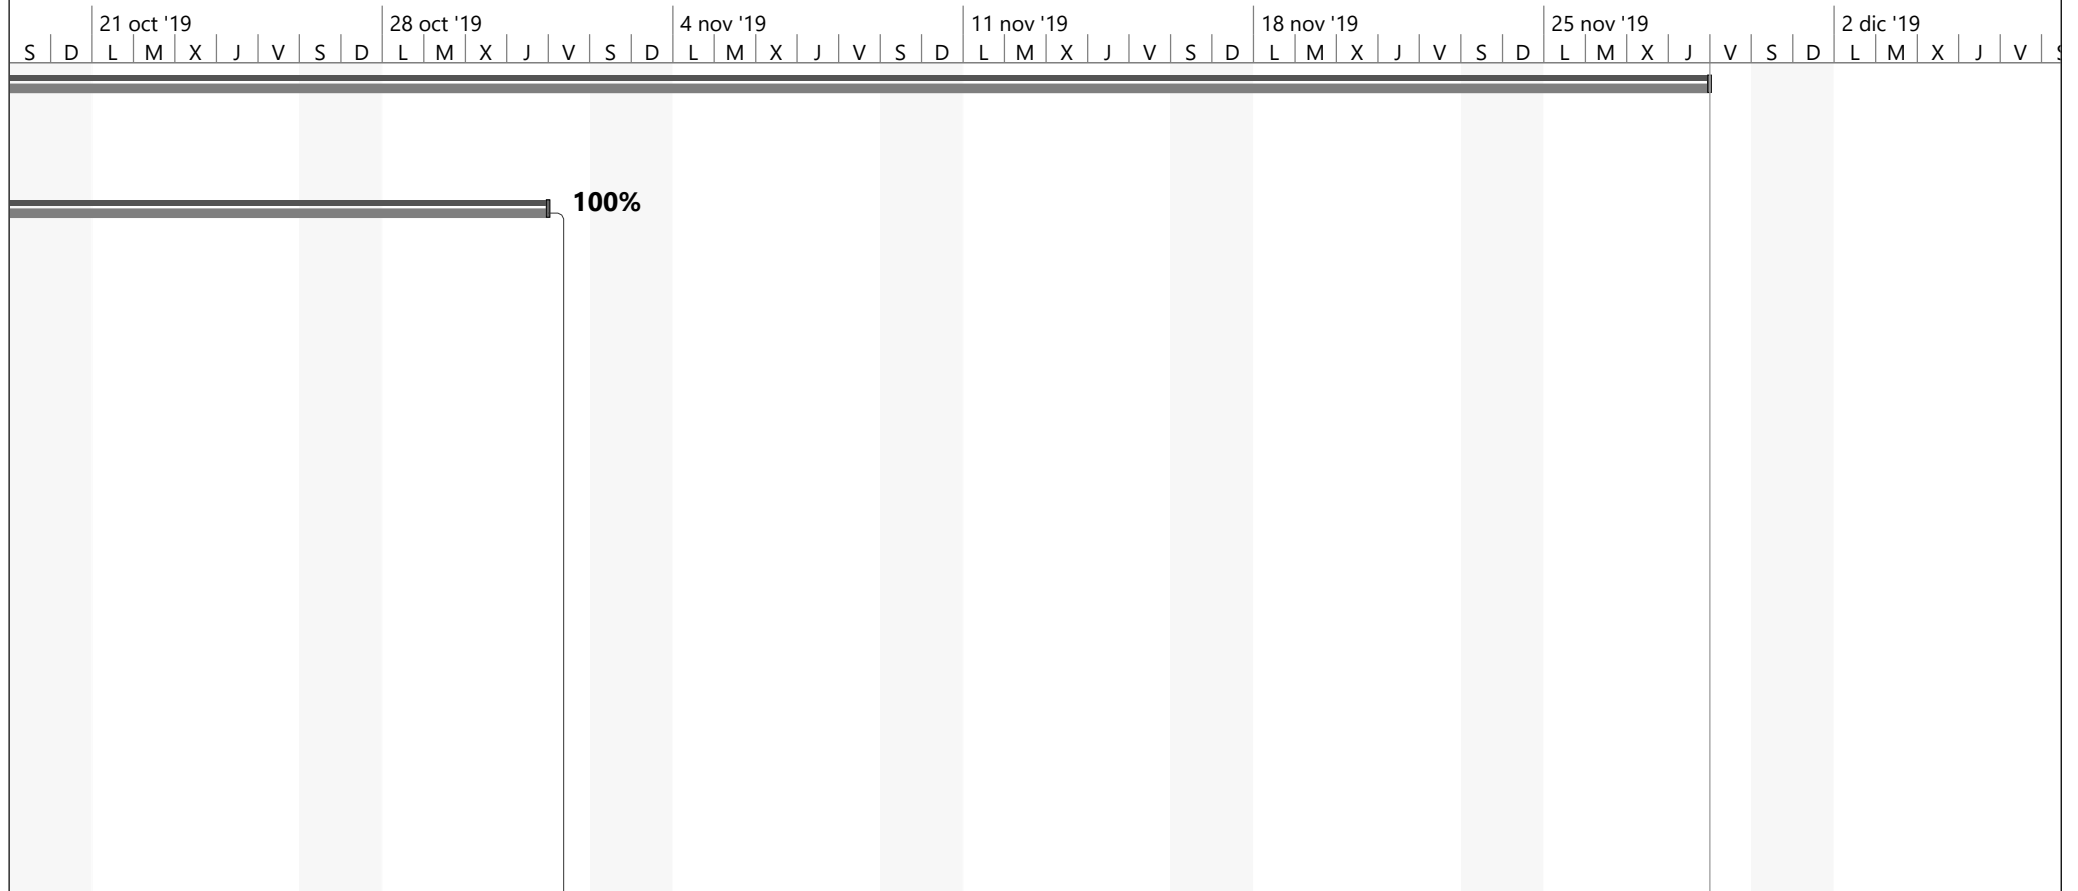 21 oct '19 28 oct '19 4 nov '19 11 nov '19 18 nov '19 25 nov '19 2 dic '19
S D L M X J V S D L M X J V S D L M X J V S D L M X J V S D L M X J V S D L M X J V S D L M X J V S
100%